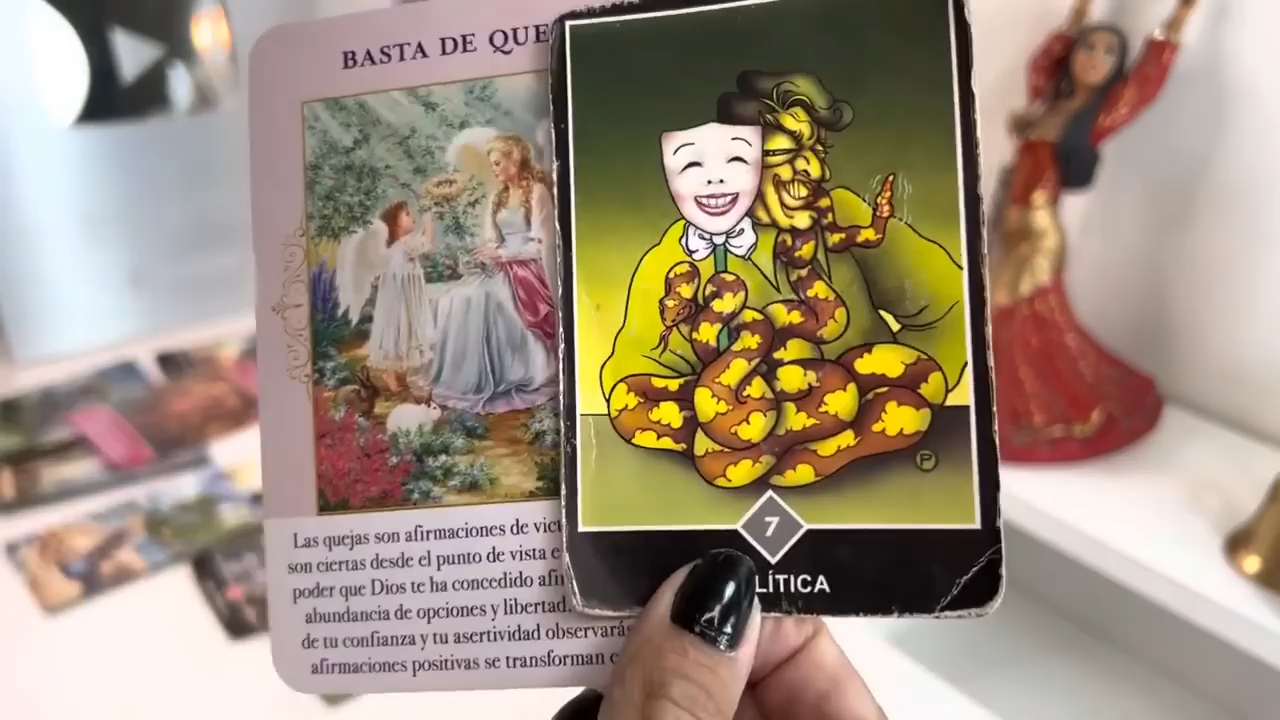 BASTA DE QUE
Las quejas son afirmaciones de vict
son ciertas desde el punto de vista e
poder que Dios te ha concedido afir
abundancia de opciones y libertad.
de tu confianza y tu asertividad observarás
afirmaciones positivas se transforman
7
LÍTICA
P